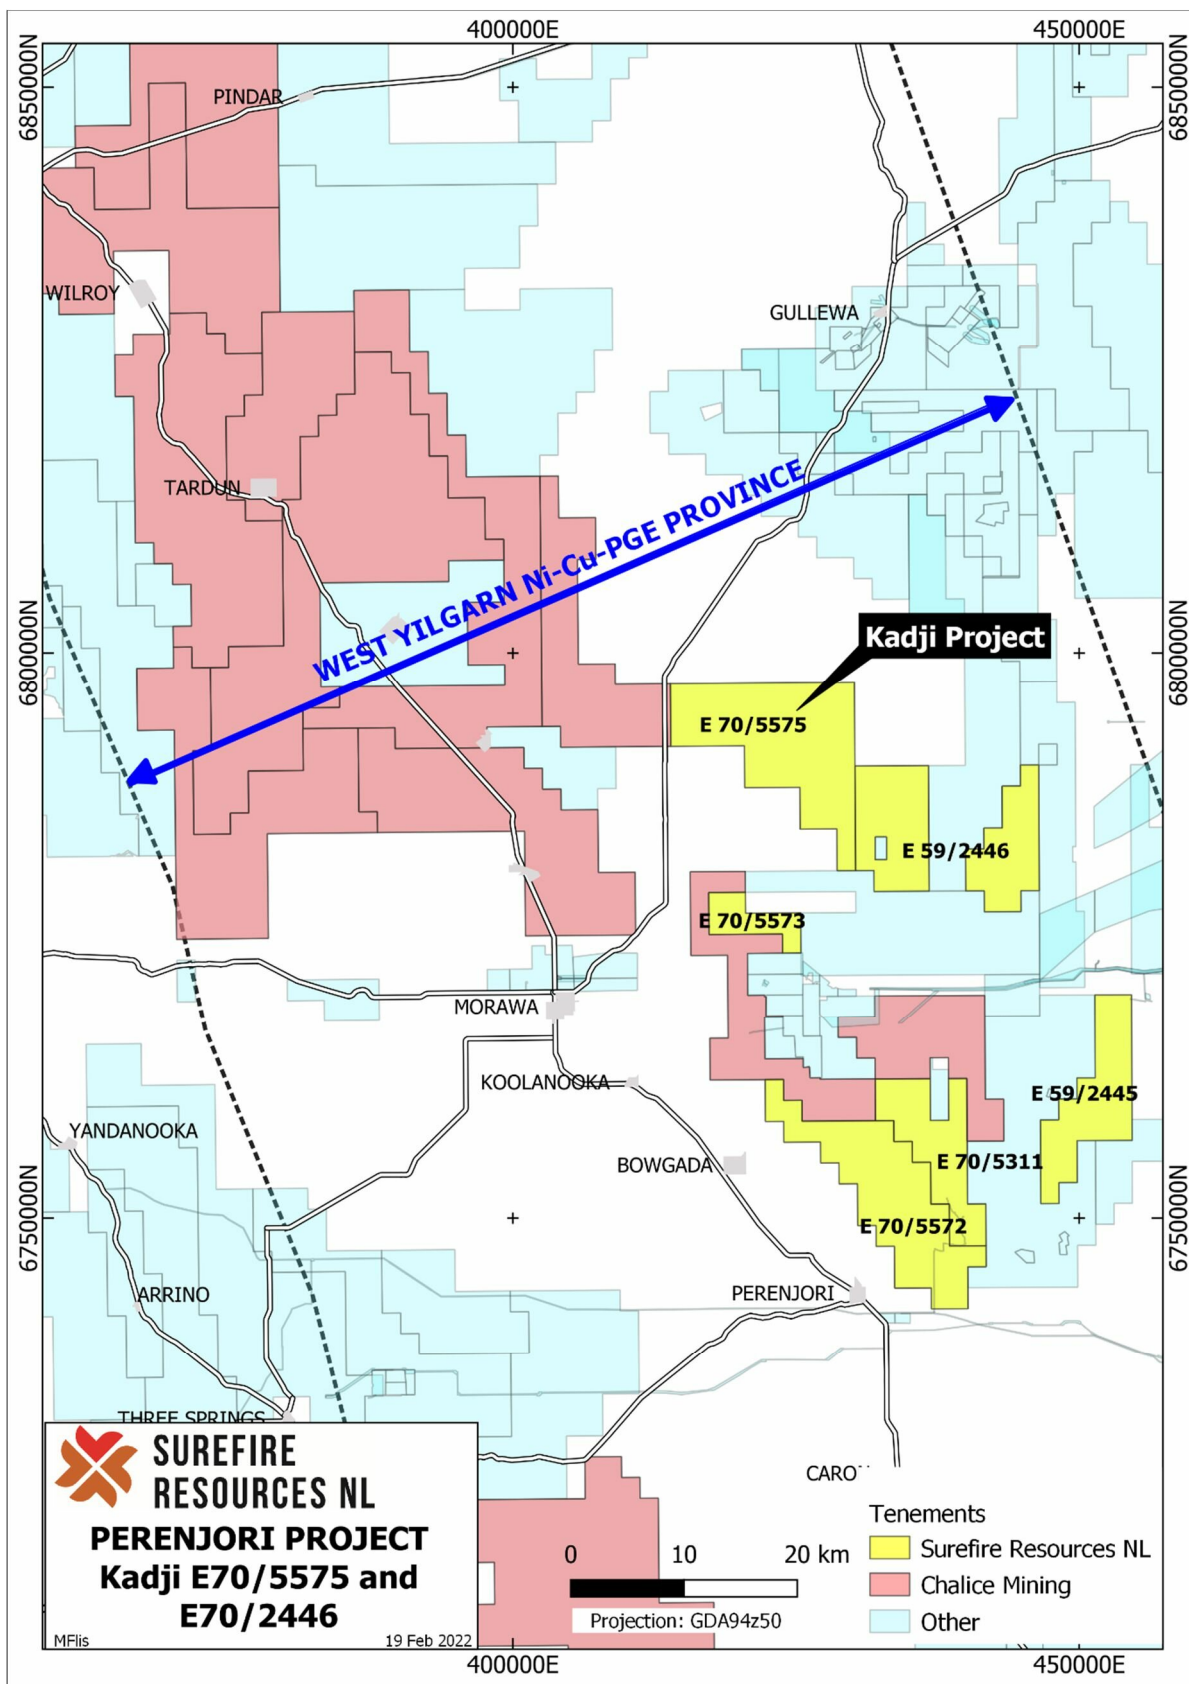 400000E
450000E
6850000N
6850000N
PINDAR
WILROY
GULLEWA
TARDUN
WEST YILGARN Ni-Cu-PGE PROVINCE
Kadji Project
6800000N
6800000N
E 70/5575
E 59/2446
E 70/5573
MORAWA
KOOLANOOKA
E 59/2445
YANDANOOKA
BOWGADA
E 70/5311
6750000N
6750000N
E 70/5572
ARRINO
PERENJORI
THREE SPRINGS
CARO
SUREFIRE
RESOURCES NL
PERENJORI PROJECT
Kadji E70/5575 and
E70/2446
MFlis
19 Feb 2022
0 10 20 km
Projection: GDA94z50
Tenements
Surefire Resources NL
Chalice Mining
Other
400000E
450000E